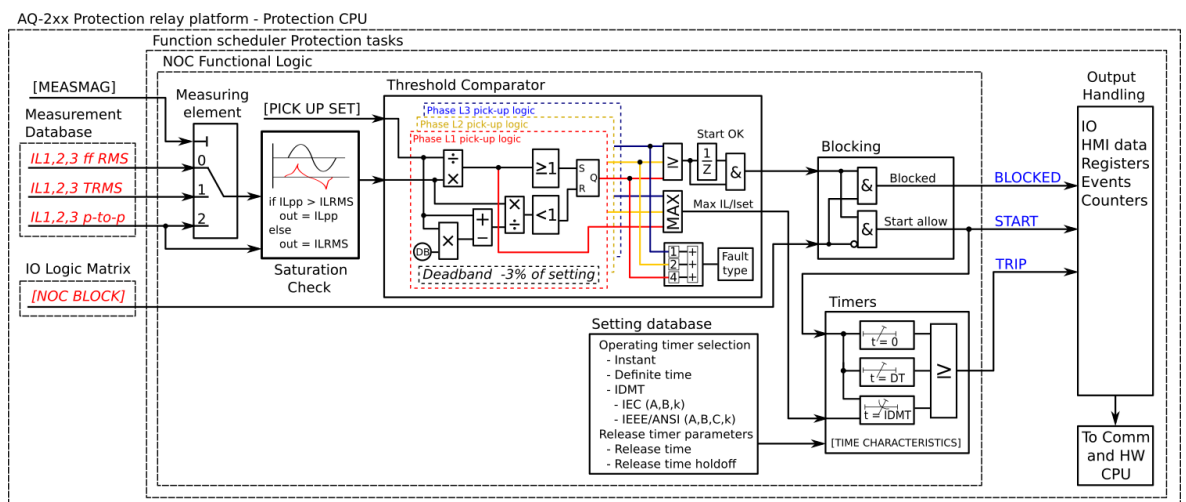 AQ-2xx Protection relay platform - Protection CPU
Function scheduler Protection tasks
NOC Functional Logic
[MEASMAG]
Measurement
Database
IL1,2,3 ff RMS
IL1,2,3 TRMS
IL1,2,3 p-to-p
IO Logic Matrix
[NOC BLOCK]
Measuring
element
0
1
2
[PICK UP SET]
if ILpp > ILRMS
out = ILpp
else
out = ILRMS
Saturation
Check
Threshold Comparator
Phase L3 pick-up logic
Phase L2 pick-up logic
Phase L1 pick-up logic
÷
×
≥1
S
Q
R
×
÷
<1
+
−
×
DB
Deadband -3% of setting
≥
Start OK
1
Z
&
MAX
Max IL/Iset
1 +
2
4 +
Fault
type
Blocking
&
Blocked
&
Start allow
BLOCKED
START
TRIP
Timers
t = 0
t = DT
t = IDMT
≥
[TIME CHARACTERISTICS]
Setting database
Operating timer selection
- Instant
- Definite time
- IDMT
- IEC (A,B,k)
- IEEE/ANSI (A,B,C,k)
Release timer parameters
- Release time
- Release time holdoff
Output
Handling
IO
HMI data
Registers
Events
Counters
To Comm
and HW
CPU